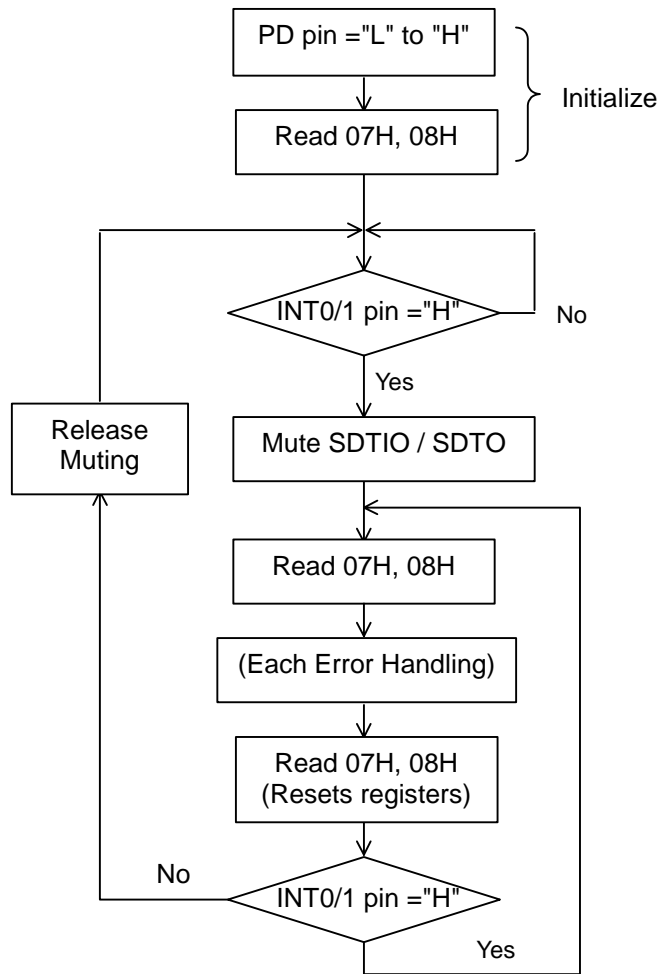 PD pin ="L" to "H"
Initialize
Read 07H, 08H
INT0/1 pin ="H"
No
Yes
Release
Muting
Mute SDTIO / SDTO
Read 07H, 08H
(Each Error Handling)
Read 07H, 08H
(Resets registers)
No
INT0/1 pin ="H"
Yes